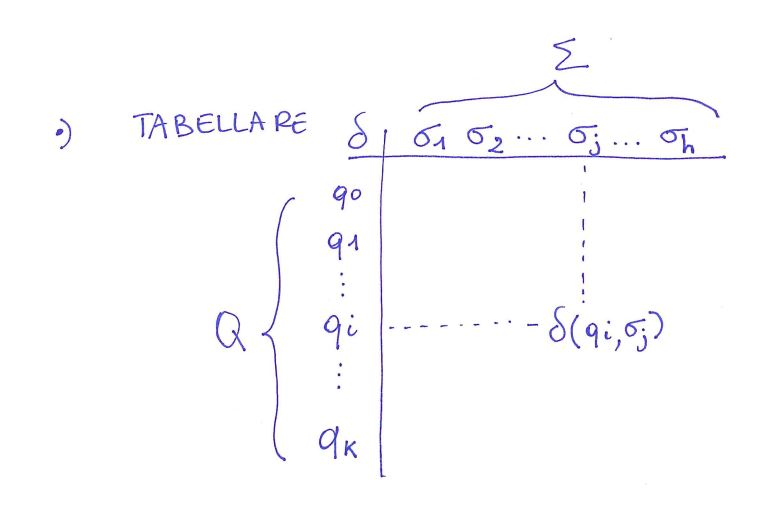 Σ
•) TABELLARE δ σ1 σ2 ... σj ... σh
q0
q1
⋮
Q qi - - - - - - - δ(qi,σj)
⋮
qk